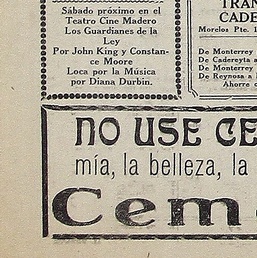 Sábado próximo en el
Teatro Cine Madero
Los Guardianes de la
Ley
Por John King y Constan-
ce Moore
Loca por la Música
por Diana Durbin.
TRAN
CADE
Morelos Pte. 1
De Monterrey
De Cadereyta a
De Monterrey
De Reynosa a
Ahorre
NO USE CE
mía, la belleza, la
Cem